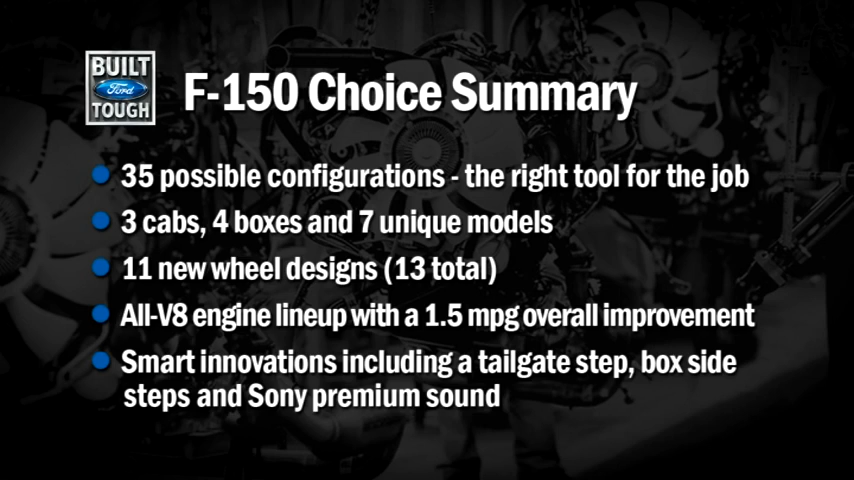 BUILT
Ford
TOUGH
F-150 Choice Summary
35 possible configurations - the right tool for the job
3 cabs, 4 boxes and 7 unique models
11 new wheel designs (13 total)
All-V8 engine lineup with a 1.5 mpg overall improvement
Smart innovations including a tailgate step, box side
steps and Sony premium sound